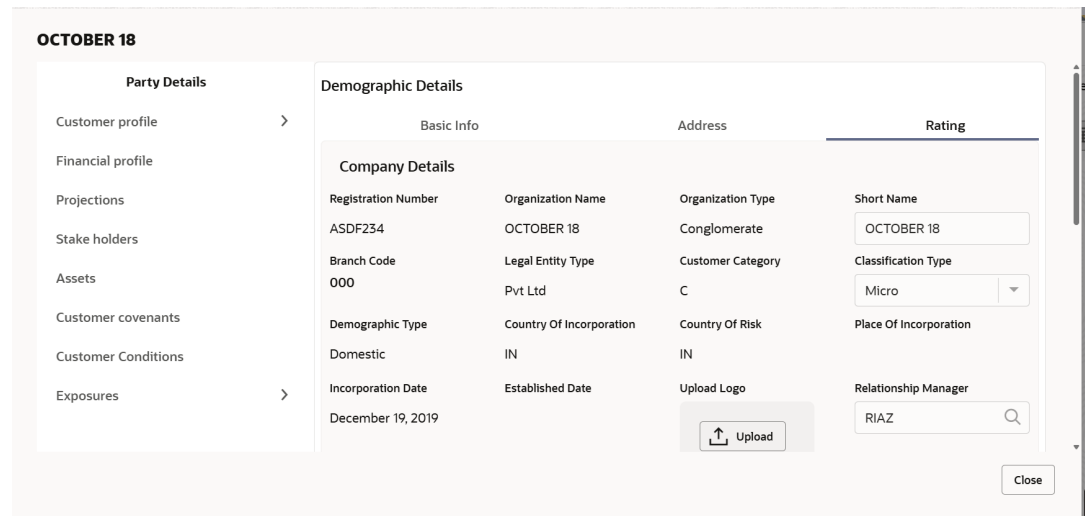 OCTOBER 18
Party Details
Customer profile
Financial profile
Projections
Stake holders
Assets
Customer covenants
Customer Conditions
Exposures
Demographic Details
Basic Info Address Rating
Company Details
Registration Number Organization Name Organization Type Short Name
ASDF234 OCTOBER 18 Conglomerate OCTOBER 18
Branch Code Legal Entity Type Customer Category Classification Type
000 Pvt Ltd C Micro
Demographic Type Country Of Incorporation Country Of Risk Place Of Incorporation
Domestic IN IN
Incorporation Date Established Date Upload Logo Relationship Manager
December 19, 2019 RIAZ
Upload
Close